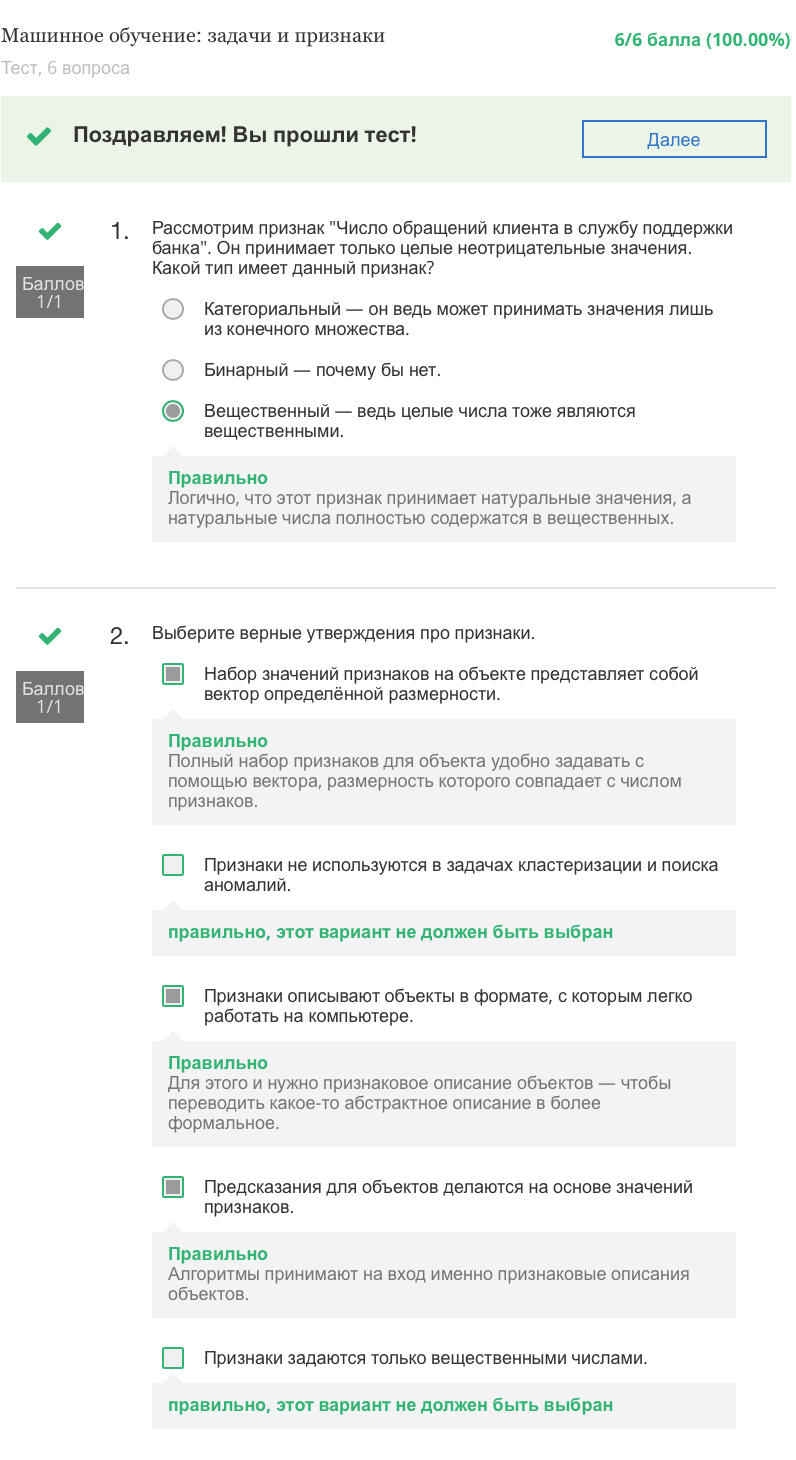 Машинное обучение: задачи и признаки
6/6 балла (100.00%)
Тест, 6 вопроса
Поздравляем! Вы прошли тест!
Далее
Баллов
1/1
1.
Рассмотрим признак "Число обращений клиента в службу поддержки
банка". Он принимает только целые неотрицательные значения.
Какой тип имеет данный признак?
Категориальный — он ведь может принимать значения лишь
из конечного множества.
Бинарный — почему бы нет.
Вещественный — ведь целые числа тоже являются
вещественными.
Правильно
Логично, что этот признак принимает натуральные значения, а
натуральные числа полностью содержатся в вещественных.
Баллов
1/1
2.
Выберите верные утверждения про признаки.
Набор значений признаков на объекте представляет собой
вектор определённой размерности.
Правильно
Полный набор признаков для объекта удобно задавать с
помощью вектора, размерность которого совпадает с числом
признаков.
Признаки не используются в задачах кластеризации и поиска
аномалий.
правильно, этот вариант не должен быть выбран
Признаки описывают объекты в формате, с которым легко
работать на компьютере.
Правильно
Для этого и нужно признаковое описание объектов — чтобы
переводить какое-то абстрактное описание в более
формальное.
Предсказания для объектов делаются на основе значений
признаков.
Правильно
Алгоритмы принимают на вход именно признаковые описания
объектов.
Признаки задаются только вещественными числами.
правильно, этот вариант не должен быть выбран